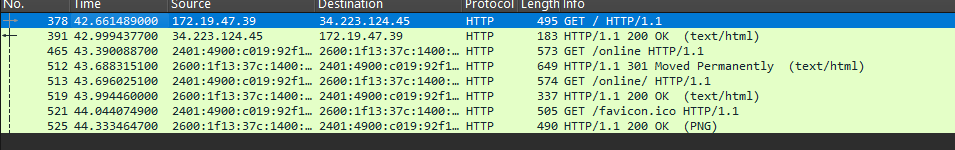 No. Time Source Destination Protocol Length Info
378 42.661489000 172.19.47.39 34.223.124.45 HTTP 495 GET / HTTP/1.1
391 42.999437700 34.223.124.45 172.19.47.39 HTTP 183 HTTP/1.1 200 OK (text/html)
465 43.390088700 2401:4900:c019:92f1… 2600:1f13:37c:1400:… HTTP 573 GET /online HTTP/1.1
512 43.688315100 2600:1f13:37c:1400:… 2401:4900:c019:92f1… HTTP 649 HTTP/1.1 301 Moved Permanently (text/html)
513 43.696025100 2401:4900:c019:92f1… 2600:1f13:37c:1400:… HTTP 574 GET /online/ HTTP/1.1
519 43.994460000 2600:1f13:37c:1400:… 2401:4900:c019:92f1… HTTP 337 HTTP/1.1 200 OK (text/html)
521 44.044074900 2401:4900:c019:92f1… 2600:1f13:37c:1400:… HTTP 505 GET /favicon.ico HTTP/1.1
525 44.333464700 2600:1f13:37c:1400:… 2401:4900:c019:92f1… HTTP 490 HTTP/1.1 200 OK (PNG)